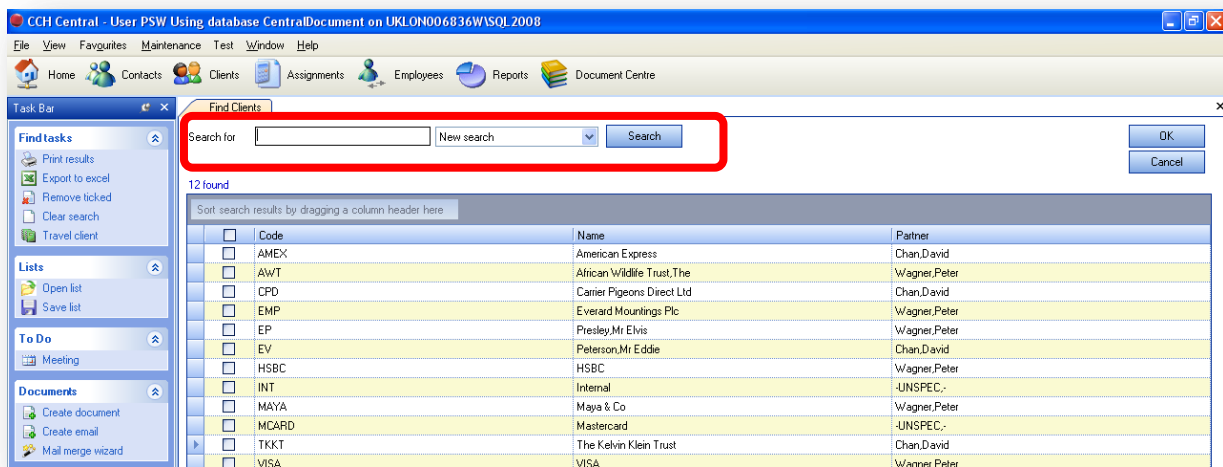 CCH Central - User PSW Using database CentralDocument on UKLON006836W\SQL2008
File View Favourites Maintenance Test Window Help
Home Contacts Clients Assignments Employees Reports Document Centre
Task Bar
Find Clients
Find tasks
Print results
Export to excel
Remove ticked
Clear search
Travel client
Lists
Open list
Save list
To Do
Meeting
Documents
Create document
Create email
Mail merge wizard
Search for New search Search
OK
Cancel
12 found
Sort search results by dragging a column header here
Code Name Partner
AMEX American Express Chan,David
AWT African Wildlife Trust,The Wagner,Peter
CPD Carrier Pigeons Direct Ltd Chan,David
EMP Everard Mountings Plc Wagner,Peter
EP Presley,Mr Elvis Wagner,Peter
EV Peterson,Mr Eddie Chan,David
HSBC HSBC Wagner,Peter
INT Internal -UNSPEC,-
MAYA Maya & Co Wagner,Peter
MCARD Mastercard -UNSPEC,-
TKKT The Kelvin Klein Trust Chan,David
VISA VISA Wagner,Peter